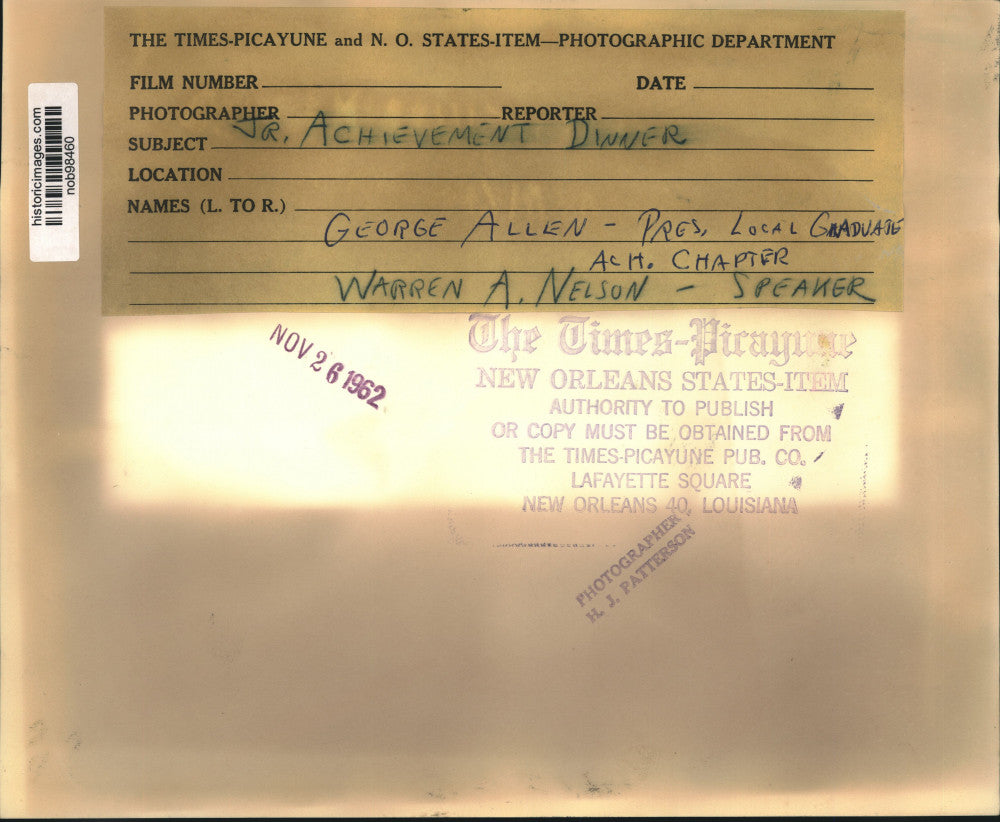 THE TIMES-PICAYUNE and N. O. STATES-ITEM—PHOTOGRAPHIC DEPARTMENT
FILM NUMBER DATE
PHOTOGRAPHER REPORTER
SUBJECT JR. ACHIEVEMENT DINNER
LOCATION
NAMES (L. TO R.)
GEORGE ALLEN - PRES. LOCAL GRADUATE
ACH. CHAPTER
WARREN A. NELSON - SPEAKER
historicimages.com
nob98460
NOV 26 1962
The Times-Picayune
NEW ORLEANS STATES-ITEM
AUTHORITY TO PUBLISH
OR COPY MUST BE OBTAINED FROM
THE TIMES-PICAYUNE PUB. CO.
LAFAYETTE SQUARE
NEW ORLEANS 40, LOUISIANA
PHOTOGRAPHER
H. J. PATTERSON